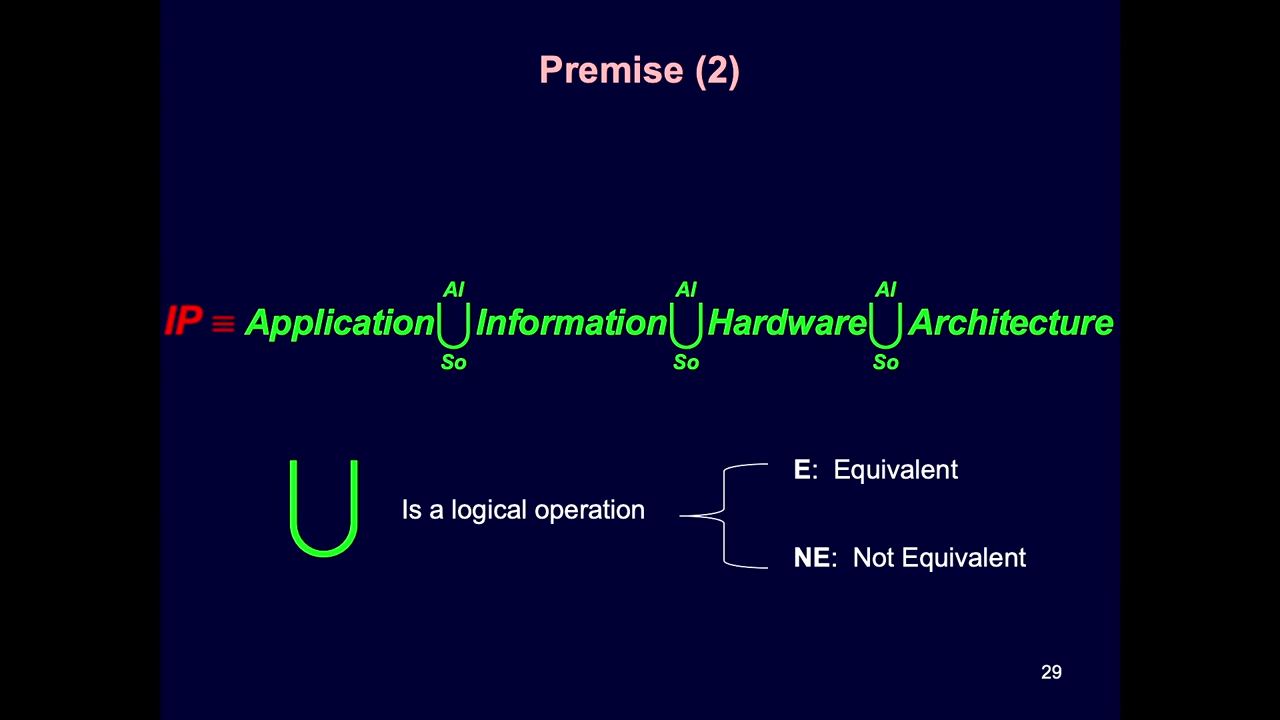 Premise (2)
AI AI AI
IP ≡ Application ⋃ Information ⋃ Hardware ⋃ Architecture
So So So
E: Equivalent
⋃ Is a logical operation
NE: Not Equivalent
29